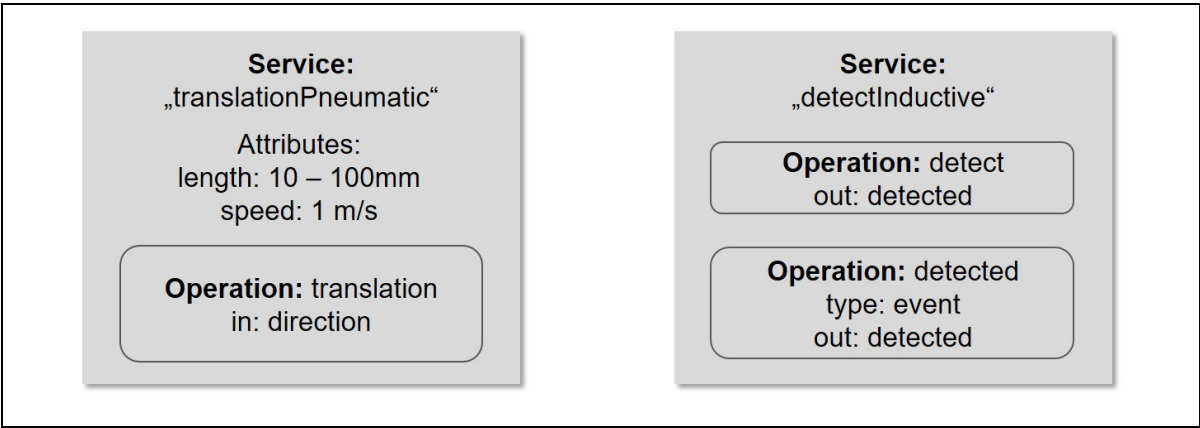 Service:
„translationPneumatic“
Attributes:
length: 10 – 100mm
speed: 1 m/s
Operation: translation
in: direction
Service:
„detectInductive“
Operation: detect
out: detected
Operation: detected
type: event
out: detected